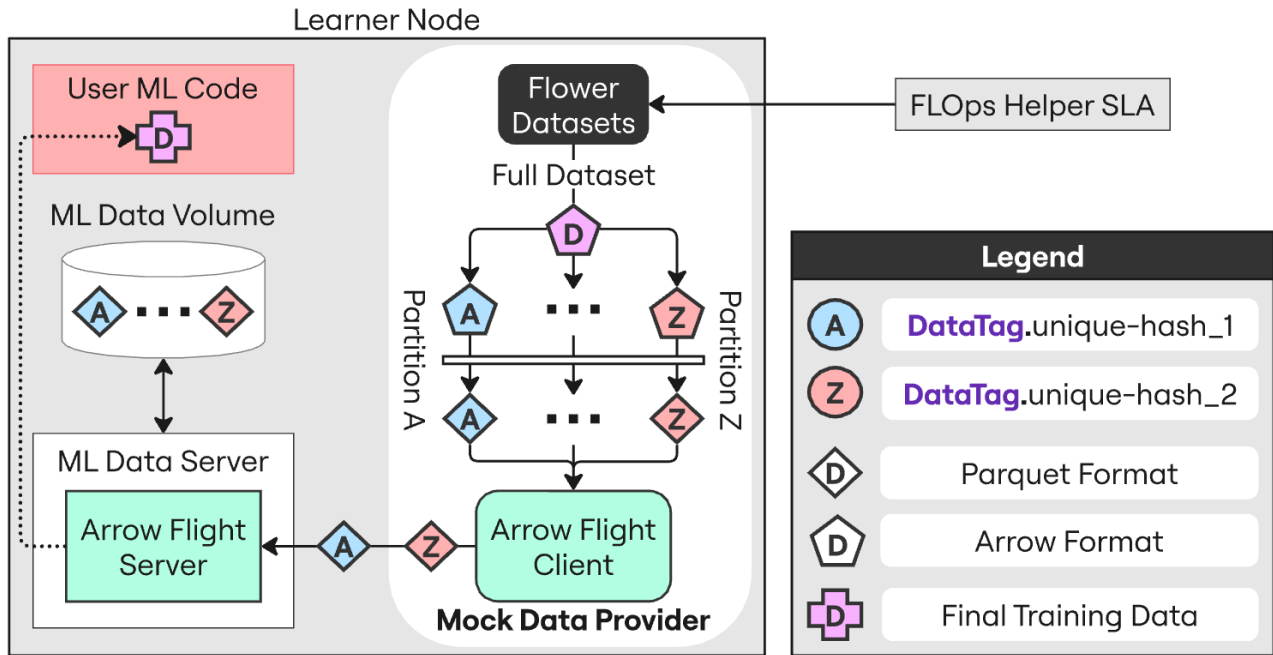 Learner Node
User ML Code
D
ML Data Volume
A
Z
ML Data Server
Arrow Flight
Server
A
Z
Flower
Datasets
Full Dataset
D
Partition A
A
Z
Partition Z
A
Z
Arrow Flight
Client
Mock Data Provider
FLOps Helper SLA
Legend
A DataTag.unique-hash_1
Z DataTag.unique-hash_2
D Parquet Format
D Arrow Format
D Final Training Data